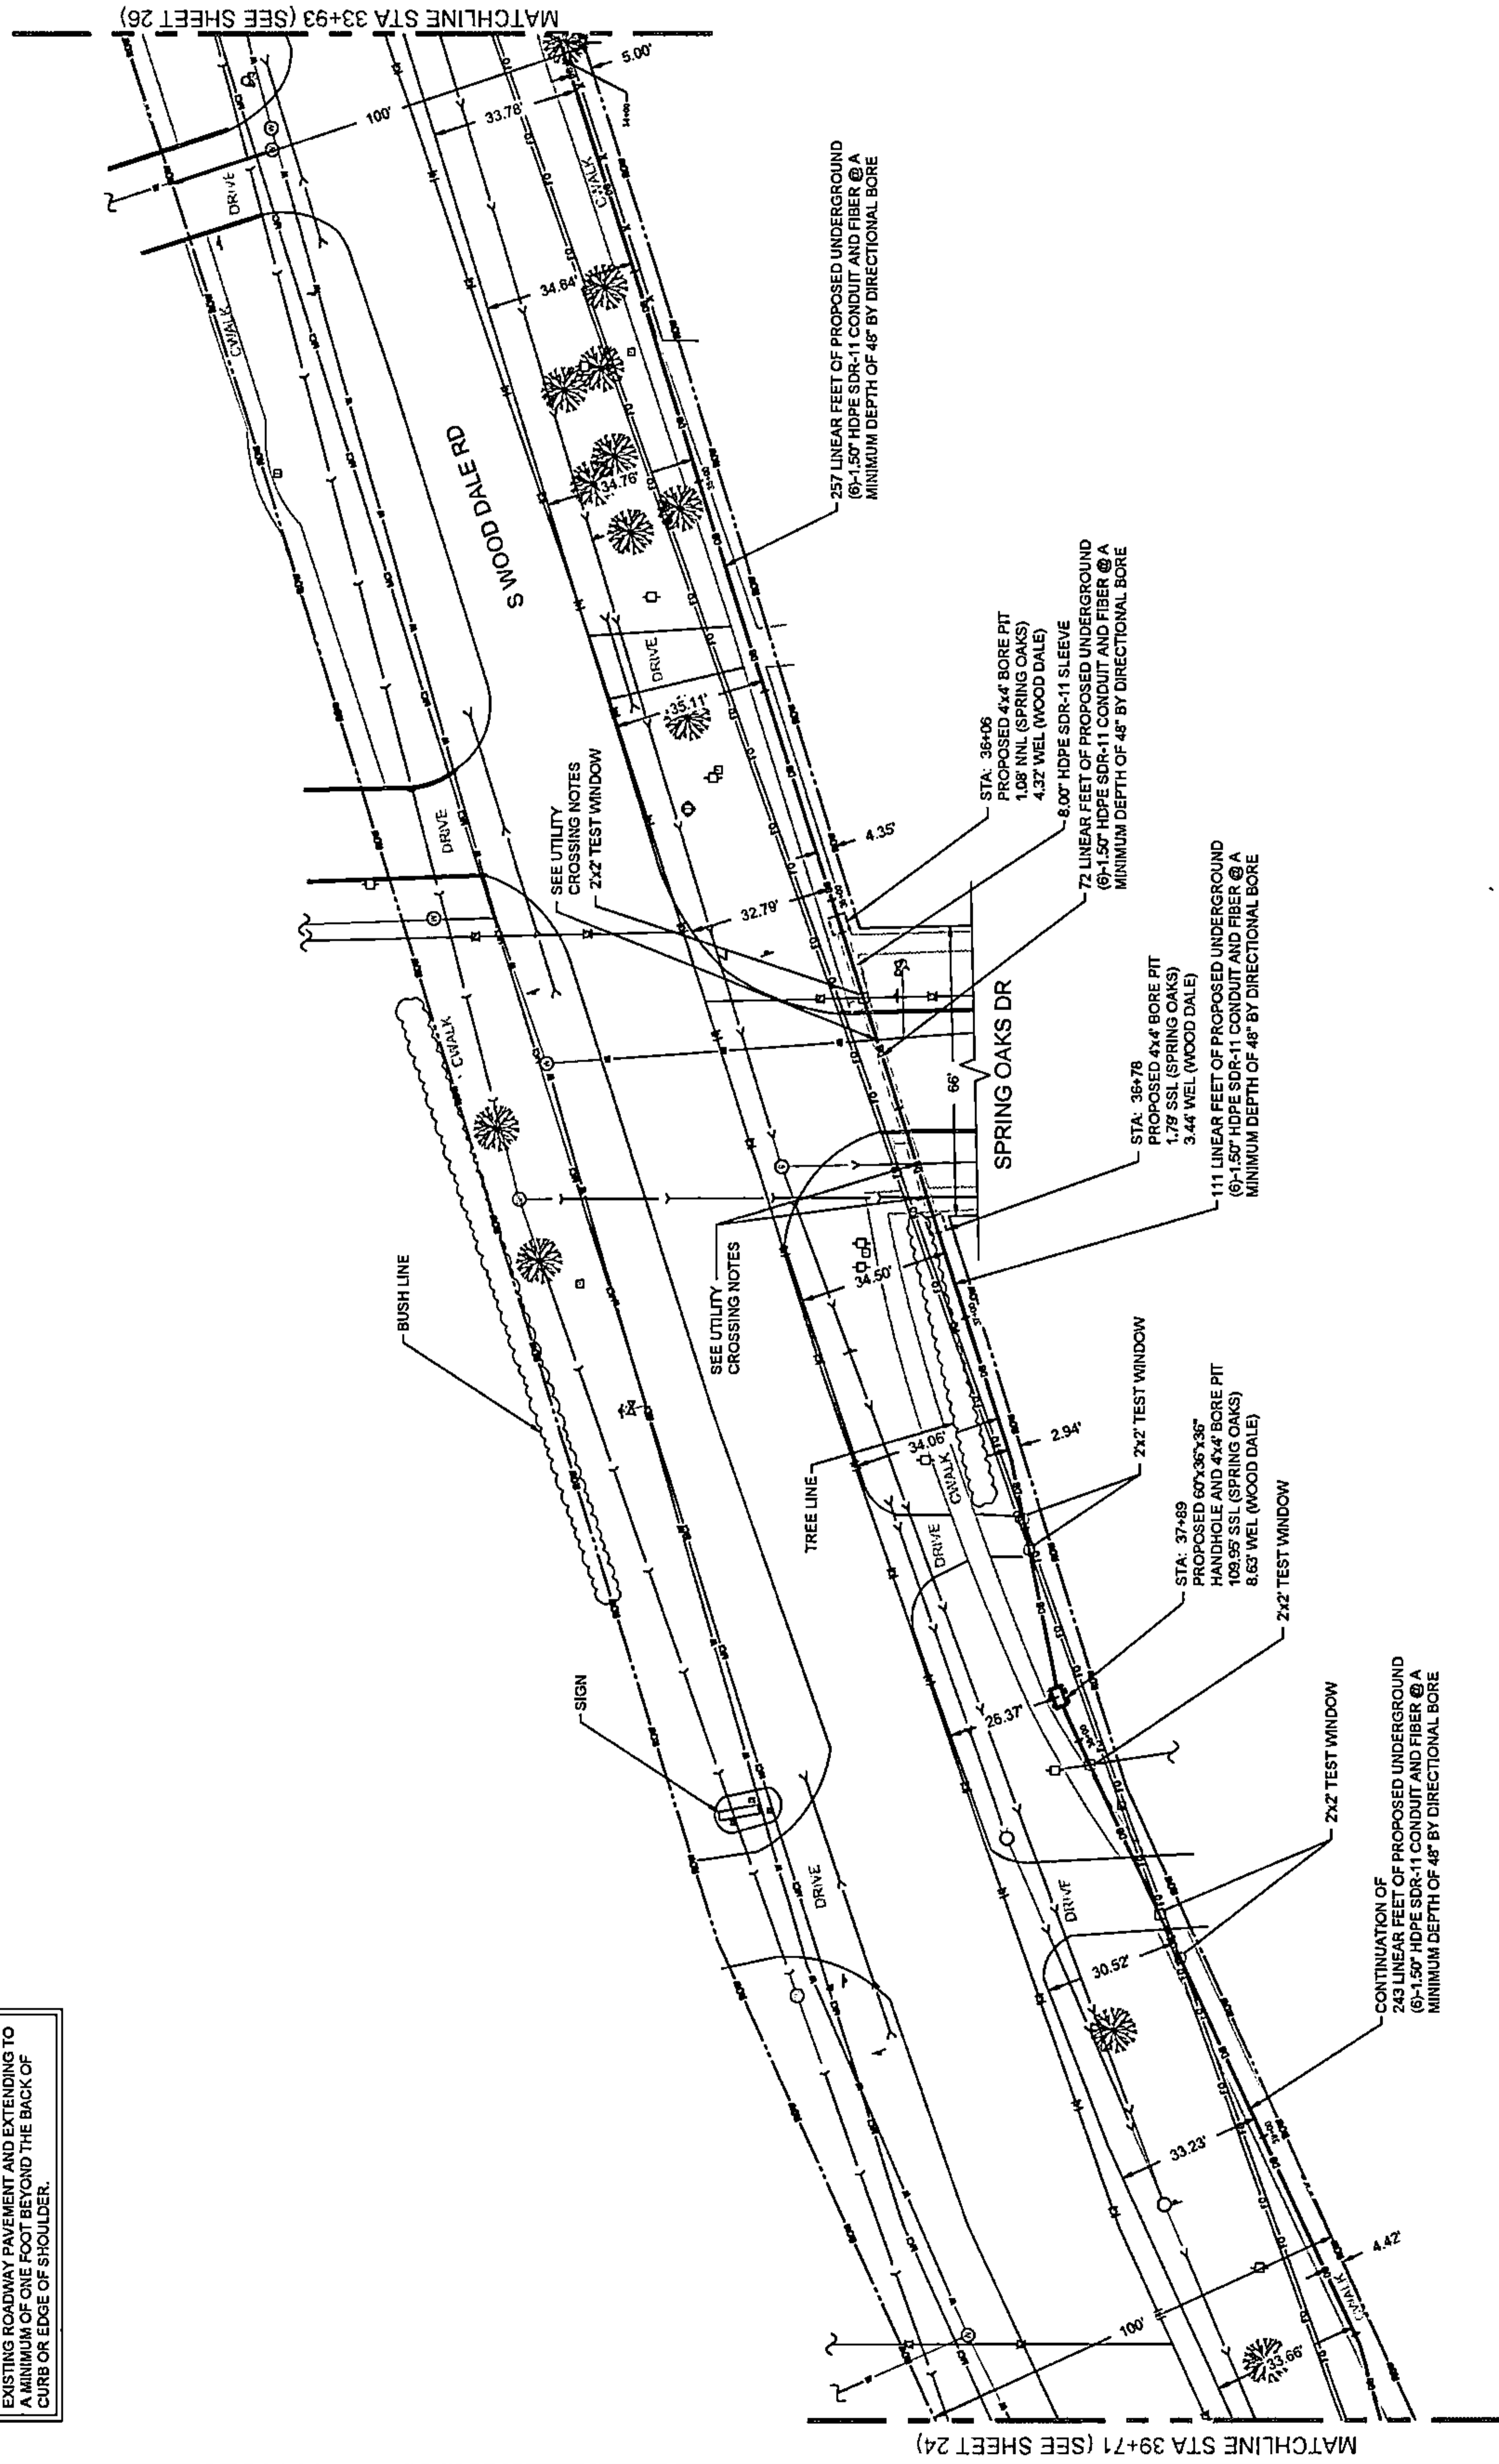 EXISTING ROADWAY PAVEMENT AND EXTENDING TO
A MINIMUM OF ONE FOOT BEYOND THE BACK OF
CURB OR EDGE OF SHOULDER.
MATCHLINE STA 33+93 (SEE SHEET 26)
5.00'
100'
33.78'
DRIVE
CWALK
CWALK
34.64'
S WOOD DALE RD
34.76'
257 LINEAR FEET OF PROPOSED UNDERGROUND
(6)-1.50" HDPE SDR-11 CONDUIT AND FIBER @ A
MINIMUM DEPTH OF 48" BY DIRECTIONAL BORE
DRIVE
35.11'
DRIVE
SEE UTILITY
CROSSING NOTES
2'x2' TEST WINDOW
STA: 36+06
PROPOSED 4'x4' BORE PIT
1.08' NNL (SPRING OAKS)
4.32' WEL (WOOD DALE)
4.35'
32.79'
8.00" HDPE SDR-11 SLEEVE
72 LINEAR FEET OF PROPOSED UNDERGROUND
(6)-1.50" HDPE SDR-11 CONDUIT AND FIBER @ A
MINIMUM DEPTH OF 48" BY DIRECTIONAL BORE
CWALK
66'
SPRING OAKS DR
STA: 36+78
PROPOSED 4'x4' BORE PIT
1.79' SSL (SPRING OAKS)
3.44' WEL (WOOD DALE)
111 LINEAR FEET OF PROPOSED UNDERGROUND
(6)-1.50" HDPE SDR-11 CONDUIT AND FIBER @ A
MINIMUM DEPTH OF 48" BY DIRECTIONAL BORE
BUSH LINE
SEE UTILITY
CROSSING NOTES
34.50'
TREE LINE
34.06'
2.94'
CWALK
DRIVE
2'x2' TEST WINDOW
STA: 37+89
PROPOSED 60"x36"x36"
HANDHOLE AND 4'x4' BORE PIT
109.95' SSL (SPRING OAKS)
8.63' WEL (WOOD DALE)
2'x2' TEST WINDOW
SIGN
26.37'
DRIVE
DRIVE
2'x2' TEST WINDOW
30.52'
CONTINUATION OF
243 LINEAR FEET OF PROPOSED UNDERGROUND
(6)-1.50" HDPE SDR-11 CONDUIT AND FIBER @ A
MINIMUM DEPTH OF 48" BY DIRECTIONAL BORE
33.23'
4.42'
CWALK
100'
33.66'
MATCHLINE STA 39+71 (SEE SHEET 24)